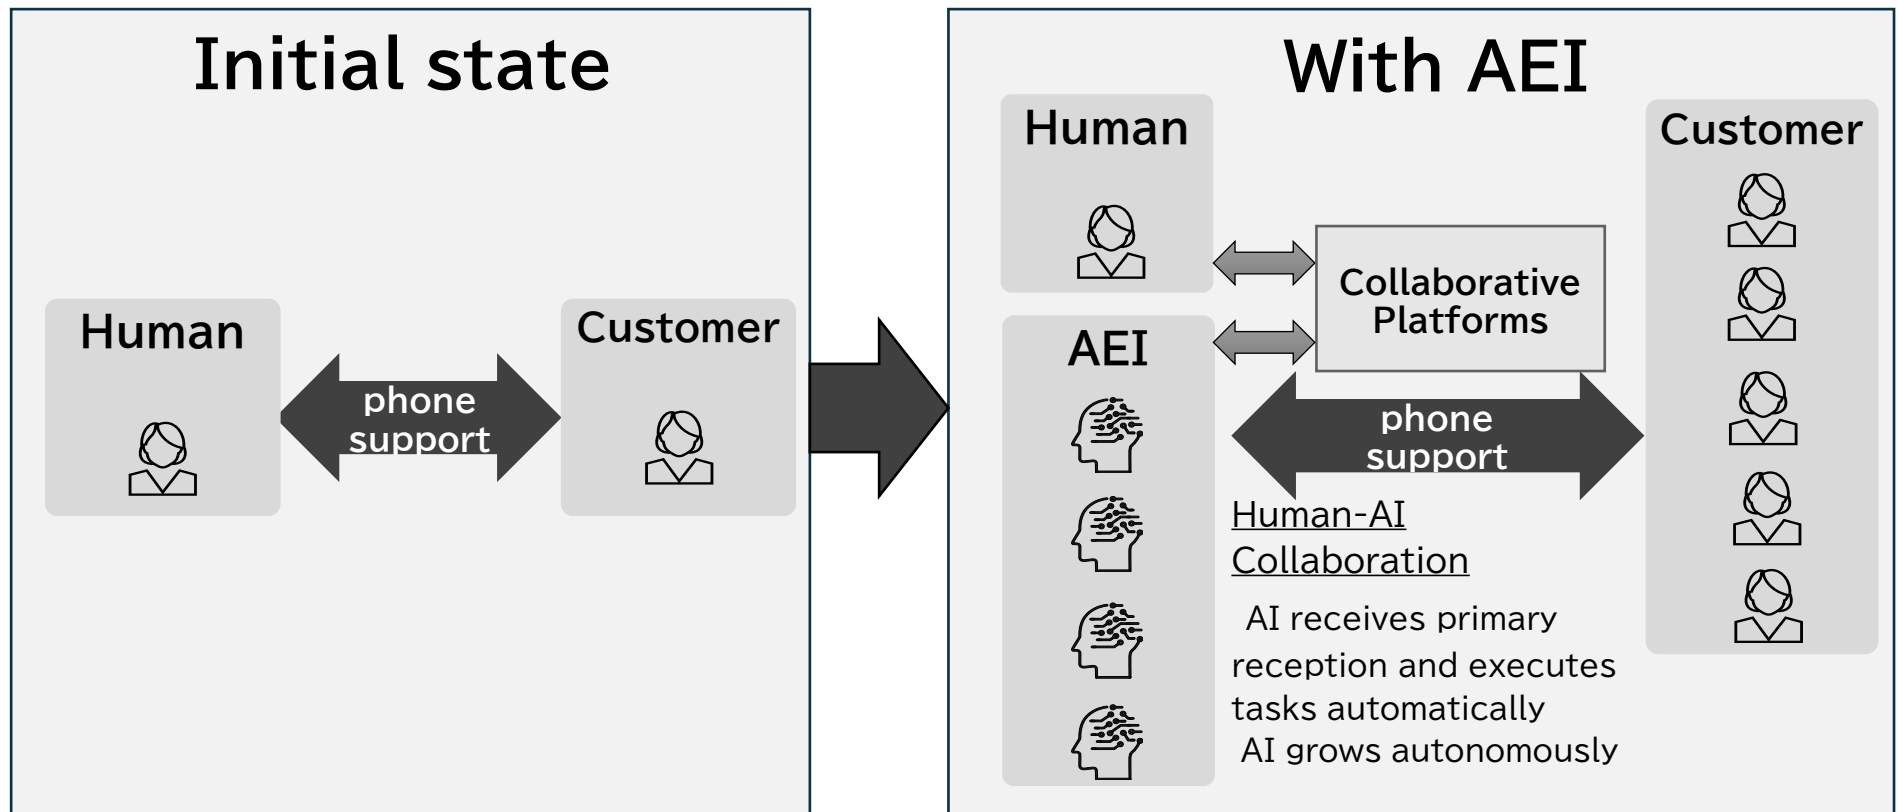 Initial state
Human
phone
support
Customer
With AEI
Human
Customer
Collaborative
Platforms
AEI
phone
support
Human-AI
Collaboration
AI receives primary
reception and executes
tasks automatically
AI grows autonomously